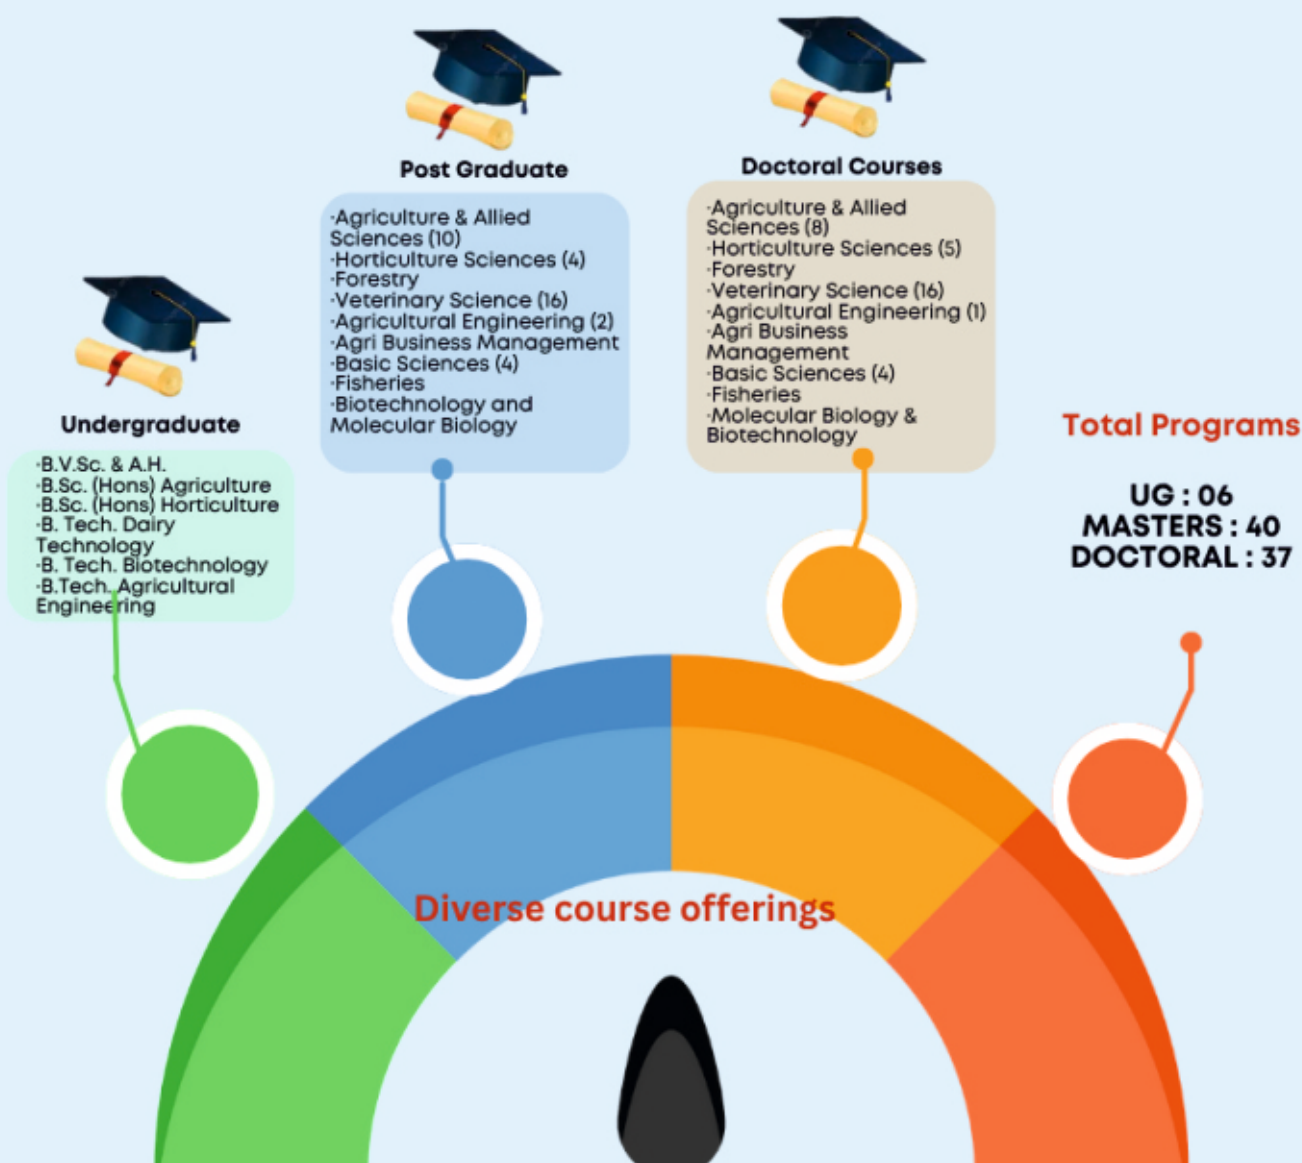 Post Graduate
·Agriculture & Allied
Sciences (10)
·Horticulture Sciences (4)
·Forestry
·Veterinary Science (16)
·Agricultural Engineering (2)
·Agri Business Management
·Basic Sciences (4)
·Fisheries
·Biotechnology and
Molecular Biology
Doctoral Courses
·Agriculture & Allied
Sciences (8)
·Horticulture Sciences (5)
·Forestry
·Veterinary Science (16)
·Agricultural Engineering (1)
·Agri Business
Management
·Basic Sciences (4)
·Fisheries
·Molecular Biology &
Biotechnology
Undergraduate
·B.V.Sc. & A.H.
·B.Sc. (Hons) Agriculture
·B.Sc. (Hons) Horticulture
·B. Tech. Dairy
Technology
·B. Tech. Biotechnology
·B.Tech. Agricultural
Engineering
Total Programs
UG : 06
MASTERS : 40
DOCTORAL : 37
Diverse course offerings